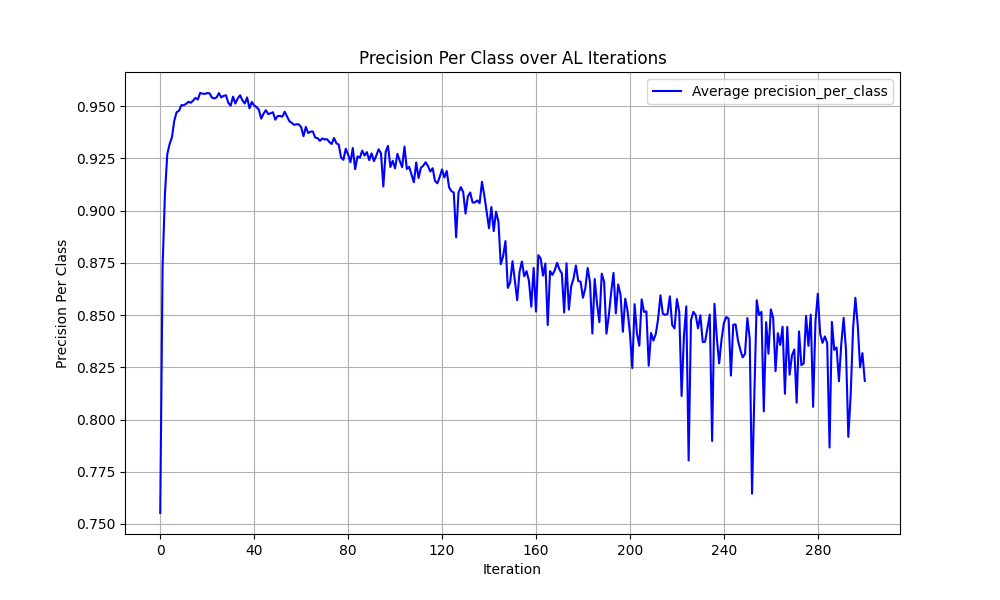 Precision Per Class over AL Iterations
Average precision_per_class
Precision Per Class
0.950
0.925
0.900
0.875
0.850
0.825
0.800
0.775
0.750
0 40 80 120 160 200 240 280
Iteration